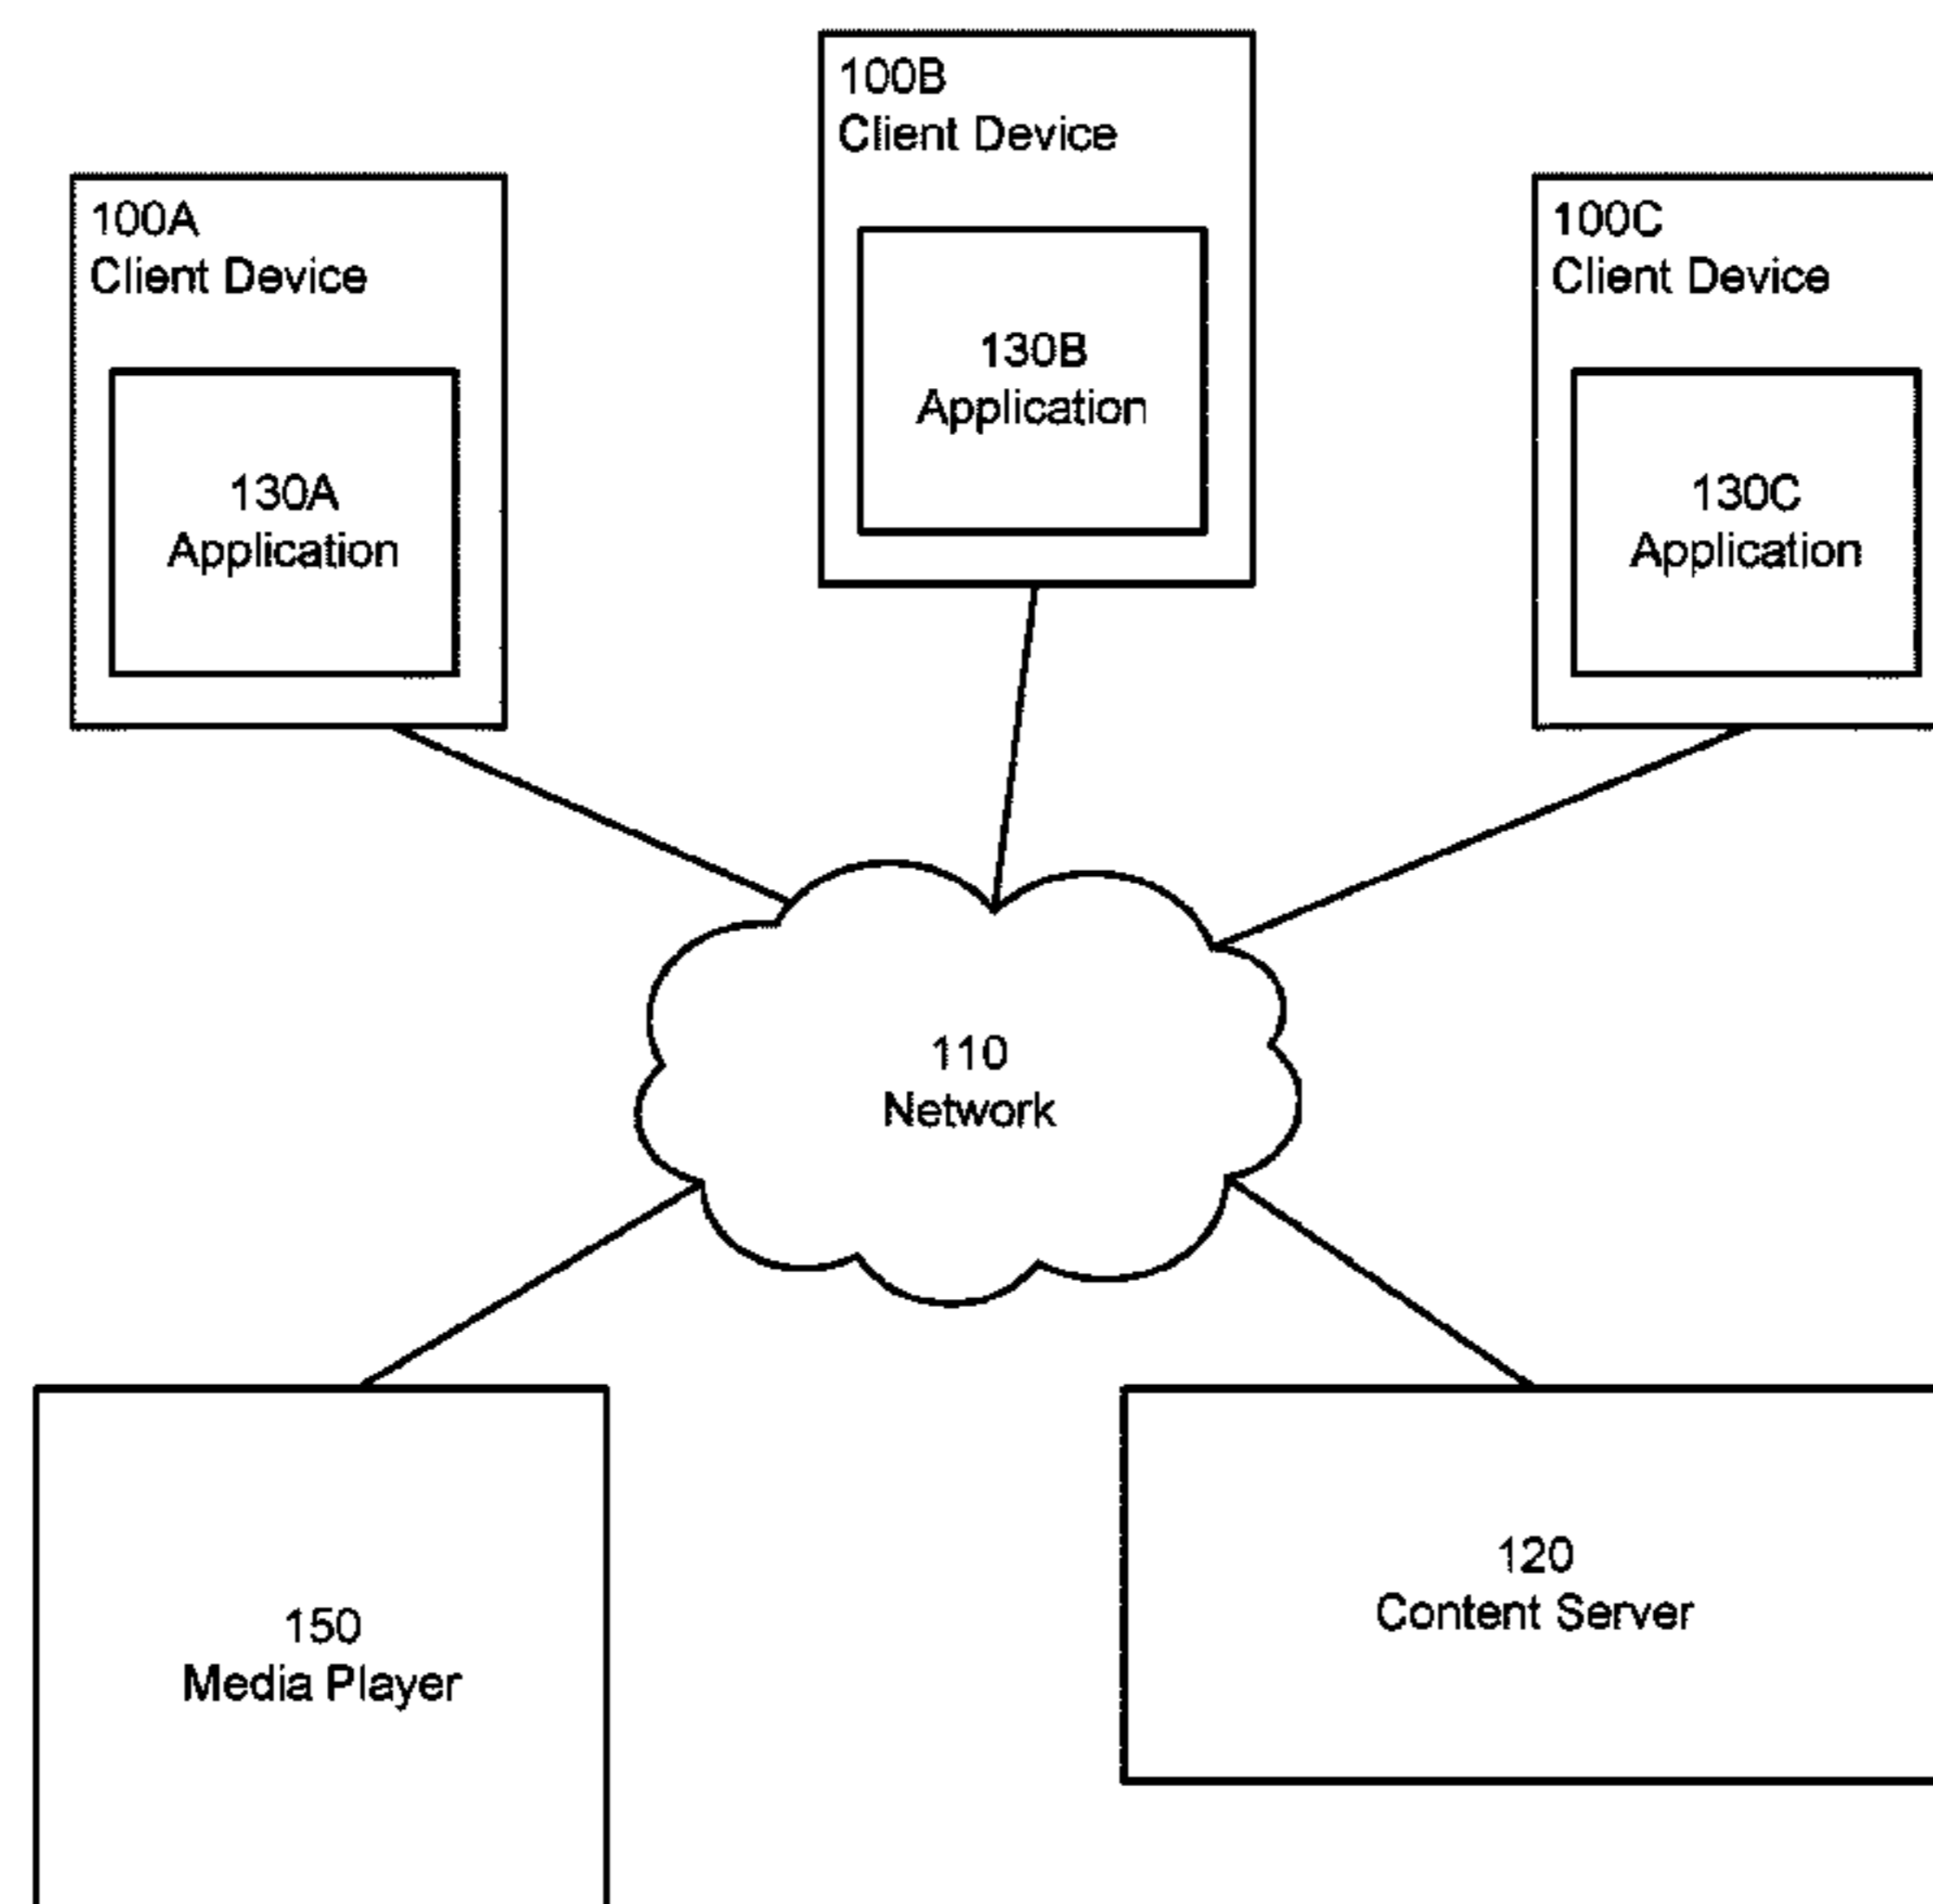 100B
Client Device
100A
Client Device
100C
Client Device
130B
Application
130A
Application
130C
Application
110
Network
120
Content Server
150
Media Player